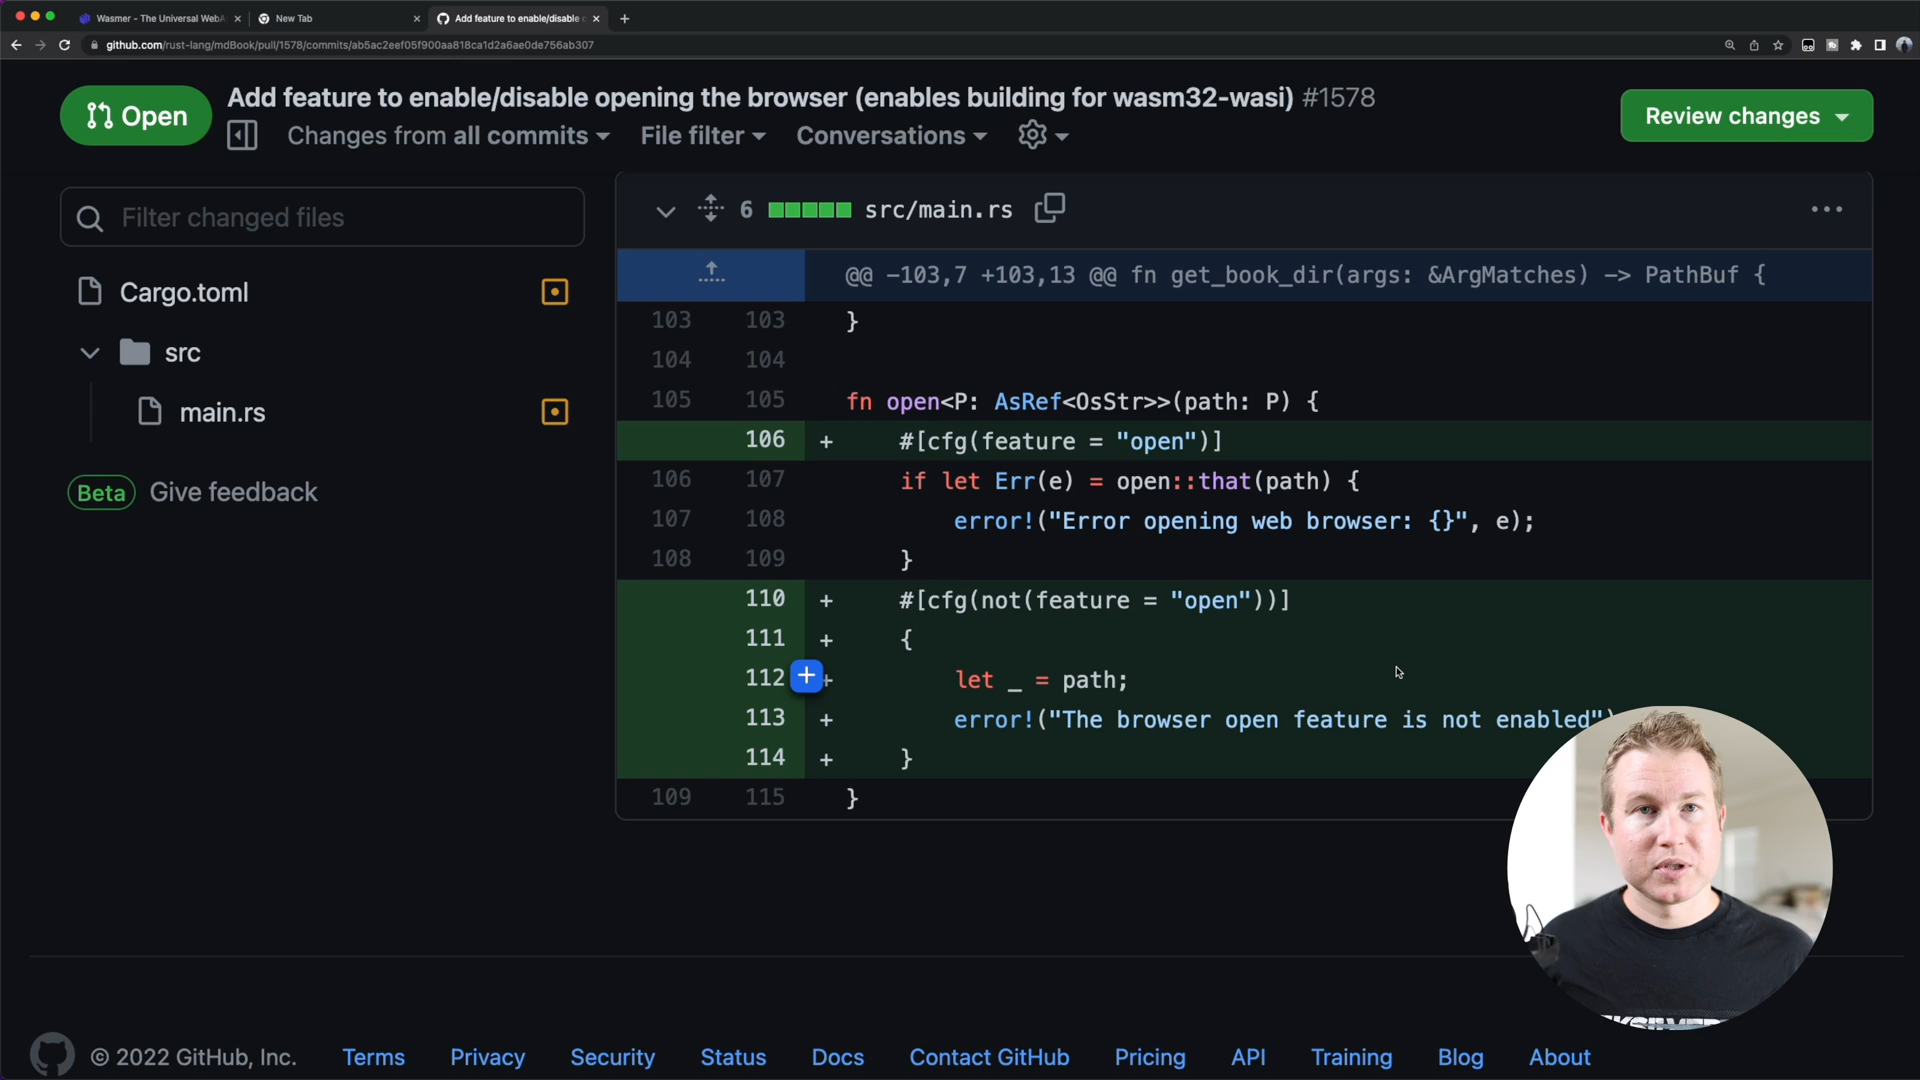 Wasmer - The Universal WebA
New Tab
Add feature to enable/disable o
github.com/rust-lang/mdBook/pull/1578/commits/ab5ac2eef05f900aa818ca1d2a6ae0de756ab307
Open
Add feature to enable/disable opening the browser (enables building for wasm32-wasi) #1578
Changes from all commits
File filter
Conversations
Review changes
Filter changed files
Cargo.toml
src
main.rs
Beta Give feedback
6 src/main.rs
@@ -103,7 +103,13 @@ fn get_book_dir(args: &ArgMatches) -> PathBuf {
103 103 }
104 104
105 105 fn open<P: AsRef<OsStr>>(path: P) {
106 + #[cfg(feature = "open")]
106 107 if let Err(e) = open::that(path) {
107 108 error!("Error opening web browser: {}", e);
108 109 }
110 + #[cfg(not(feature = "open"))]
111 + {
112 + let _ = path;
113 + error!("The browser open feature is not enabled")
114 + }
109 115 }
© 2022 GitHub, Inc.
Terms
Privacy
Security
Status
Docs
Contact GitHub
Pricing
API
Training
Blog
About